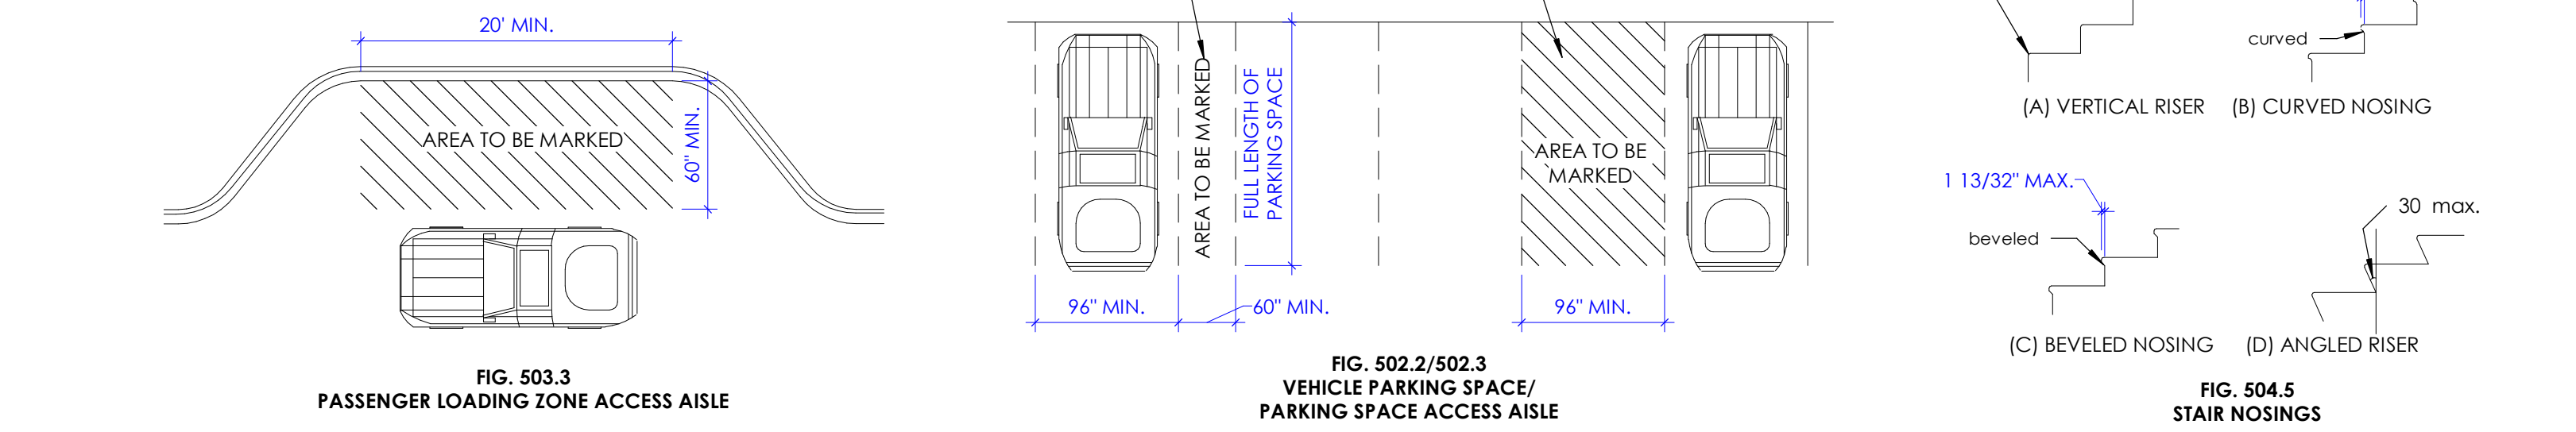 20' MIN.
AREA TO BE MARKED
60" MIN.
FIG. 503.3
PASSENGER LOADING ZONE ACCESS AISLE
AREA TO BE MARKED
FULL LENGTH OF
PARKING SPACE
AREA TO BE
MARKED
96" MIN.
60" MIN.
96" MIN.
FIG. 502.2/502.3
VEHICLE PARKING SPACE/
PARKING SPACE ACCESS AISLE
curved
(A) VERTICAL RISER
(B) CURVED NOSING
1 13/32" MAX.
30 max.
beveled
(C) BEVELED NOSING
(D) ANGLED RISER
FIG. 504.5
STAIR NOSINGS